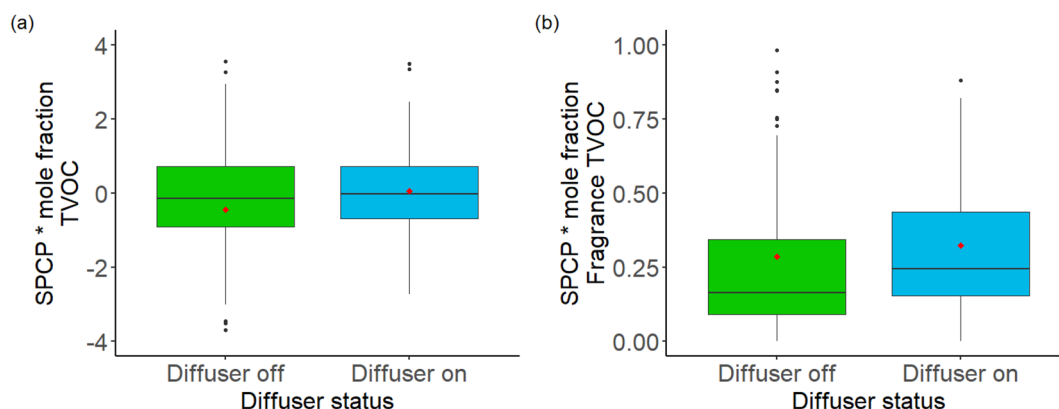 (a)
SPCP * mole fraction
TVOC
4
2
0
-2
-4
Diffuser off
Diffuser on
Diffuser status
(b)
SPCP * mole fraction
Fragrance TVOC
1.00
0.75
0.50
0.25
0.00
Diffuser off
Diffuser on
Diffuser status